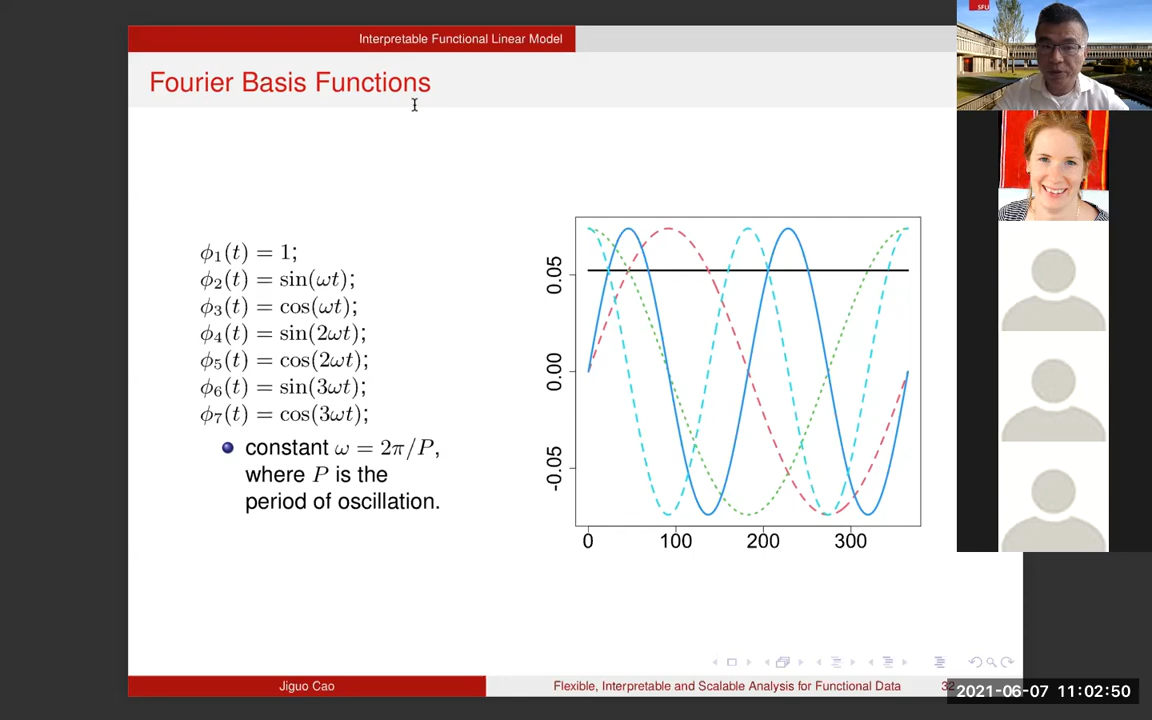 Interpretable Functional Linear Model
SFU
Fourier Basis Functions
ϕ₁(t) = 1;
ϕ₂(t) = sin(ωt);
ϕ₃(t) = cos(ωt);
ϕ₄(t) = sin(2ωt);
ϕ₅(t) = cos(2ωt);
ϕ₆(t) = sin(3ωt);
ϕ₇(t) = cos(3ωt);
constant ω = 2π/P,
where P is the
period of oscillation.
0.05
0.00
-0.05
0 100 200 300
Jiguo Cao
Flexible, Interpretable and Scalable Analysis for Functional Data
32
2021-06-07 11:02:50